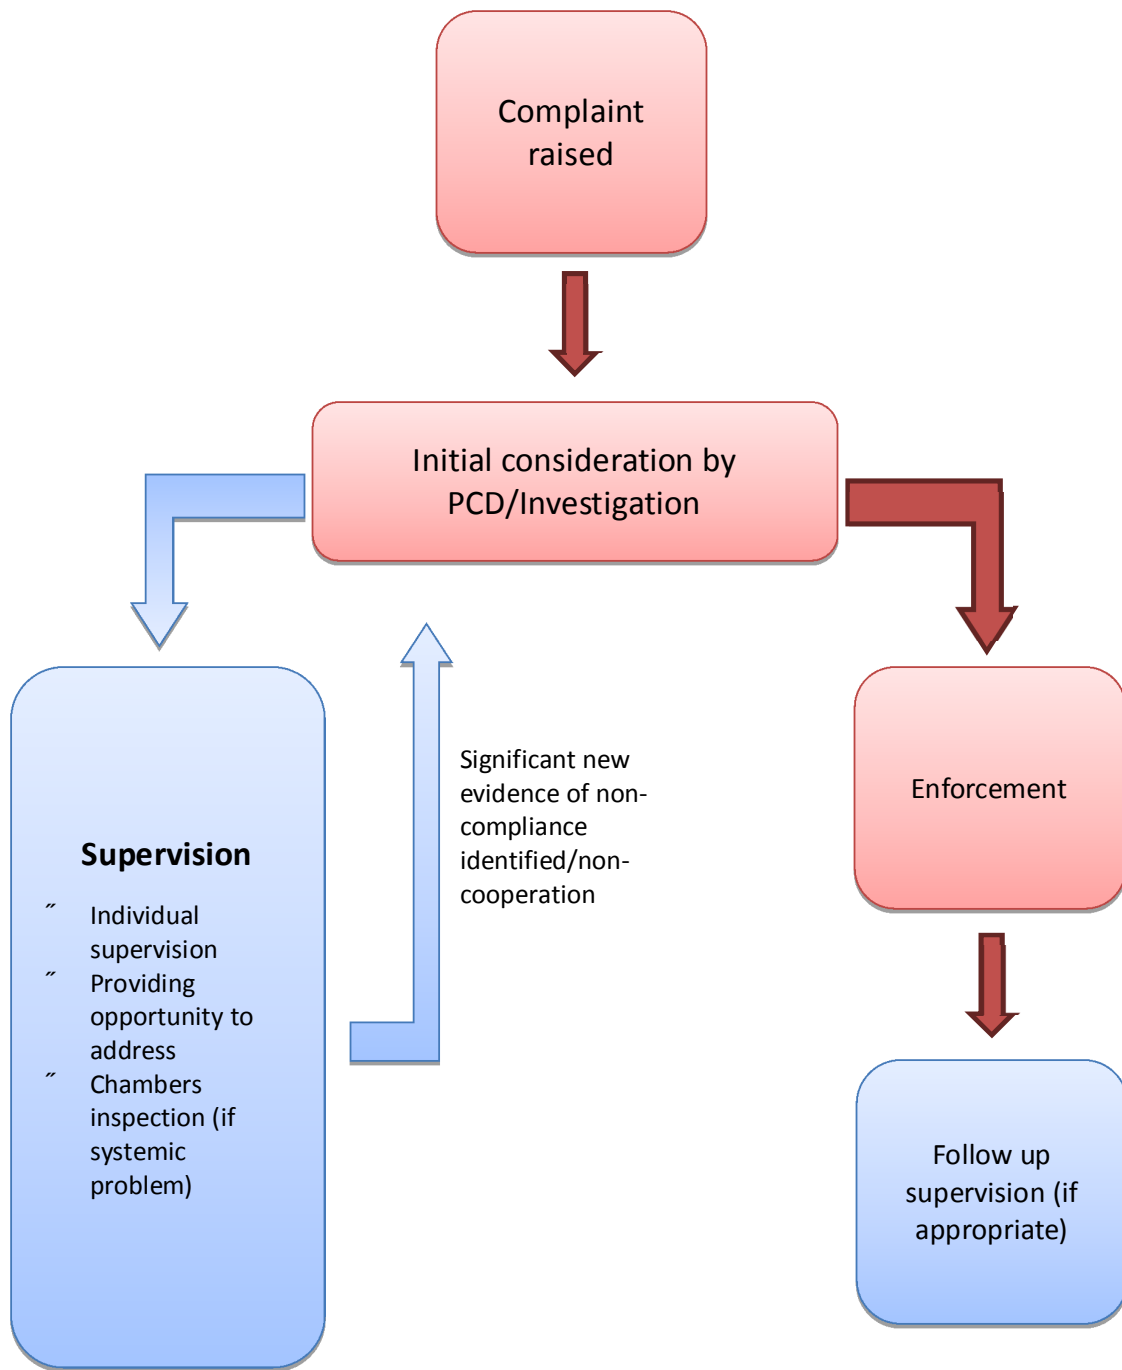 Complaint
raised
Initial consideration by
PCD/Investigation
Significant new
evidence of non-
compliance
identified/non-
cooperation
Enforcement
Supervision
˝ Individual
supervision
˝ Providing
opportunity to
address
˝ Chambers
inspection (if
systemic
problem)
Follow up
supervision (if
appropriate)